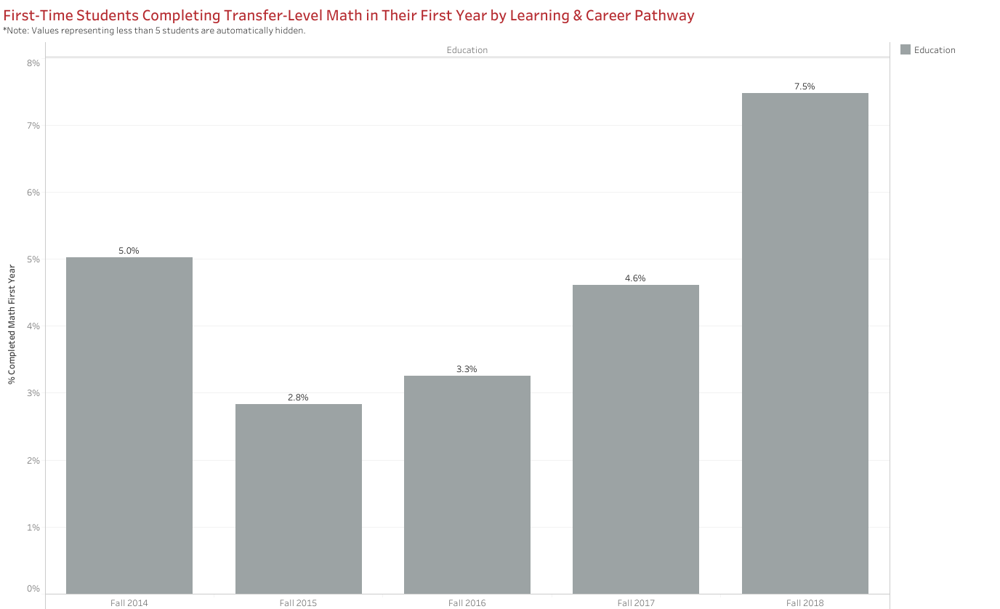 First-Time Students Completing Transfer-Level Math in Their First Year by Learning & Career Pathway
*Note: Values representing less than 5 students are automatically hidden.
Education
Education
8%
7%
6%
5%
4%
3%
2%
1%
0%
% Completed Math First Year
5.0%
2.8%
3.3%
4.6%
7.5%
Fall 2014
Fall 2015
Fall 2016
Fall 2017
Fall 2018